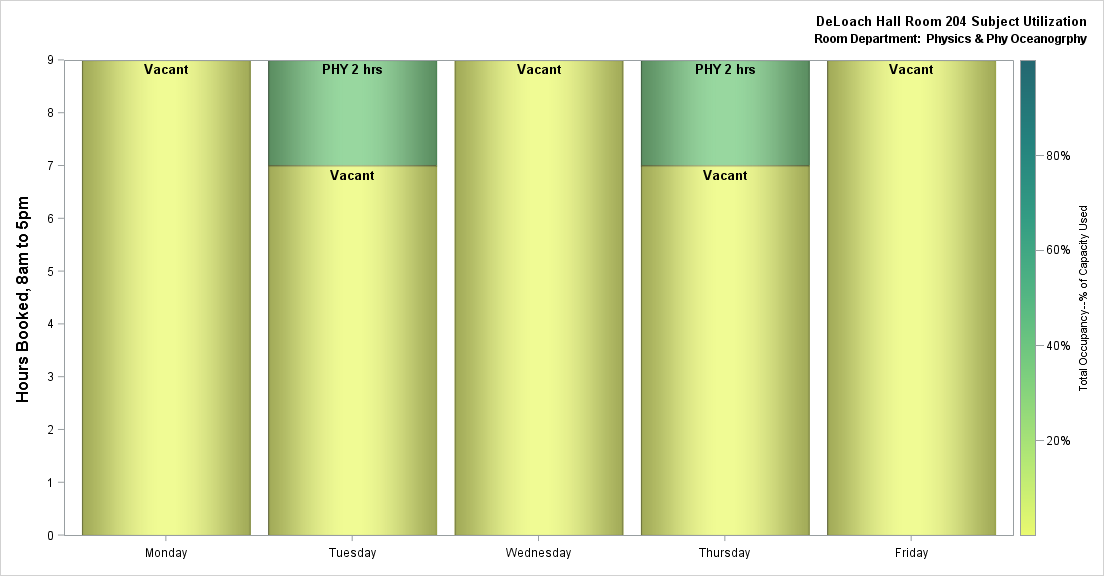 DeLoach Hall Room 204 Subject Utilization
Room Department:  Physics & Phy Oceanogrphy
Hours Booked, 8am to 5pm
9
8
7
6
5
4
3
2
1
0
Vacant
PHY 2 hrs
Vacant
Vacant
PHY 2 hrs
Vacant
Vacant
Monday
Tuesday
Wednesday
Thursday
Friday
80%
60%
40%
20%
Total Occupancy--% of Capacity Used